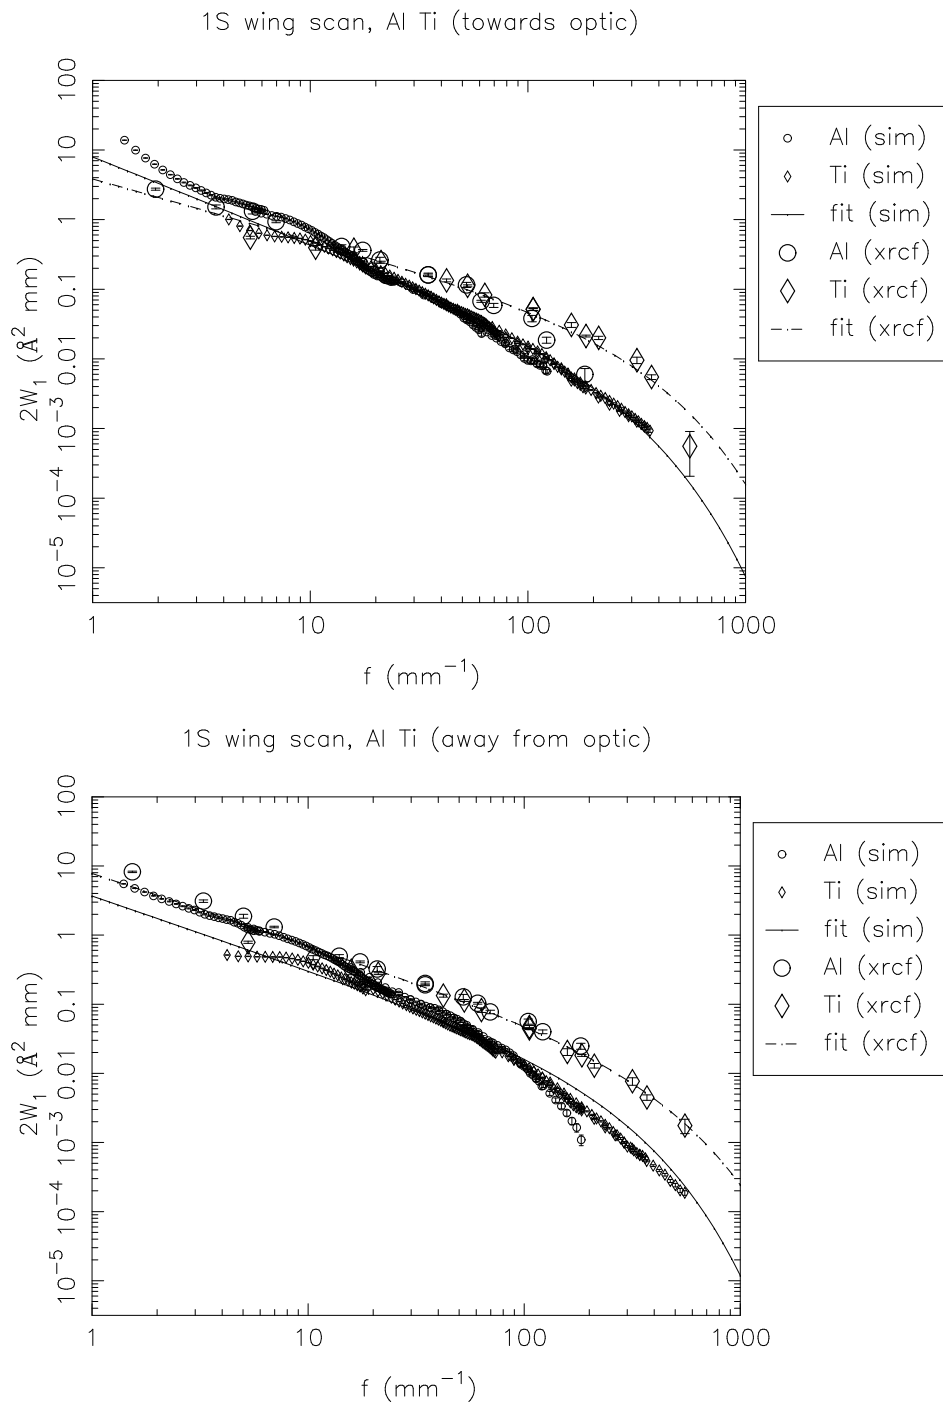 1S wing scan, Al Ti (towards optic)
2W₁ (Å² mm)
100
10
1
0.1
0.01
10⁻³
10⁻⁴
10⁻⁵
1 10 100 1000
f (mm⁻¹)
Al (sim)
Ti (sim)
fit (sim)
Al (xrcf)
Ti (xrcf)
fit (xrcf)
1S wing scan, Al Ti (away from optic)
2W₁ (Å² mm)
100
10
1
0.1
0.01
10⁻³
10⁻⁴
10⁻⁵
1 10 100 1000
f (mm⁻¹)
Al (sim)
Ti (sim)
fit (sim)
Al (xrcf)
Ti (xrcf)
fit (xrcf)